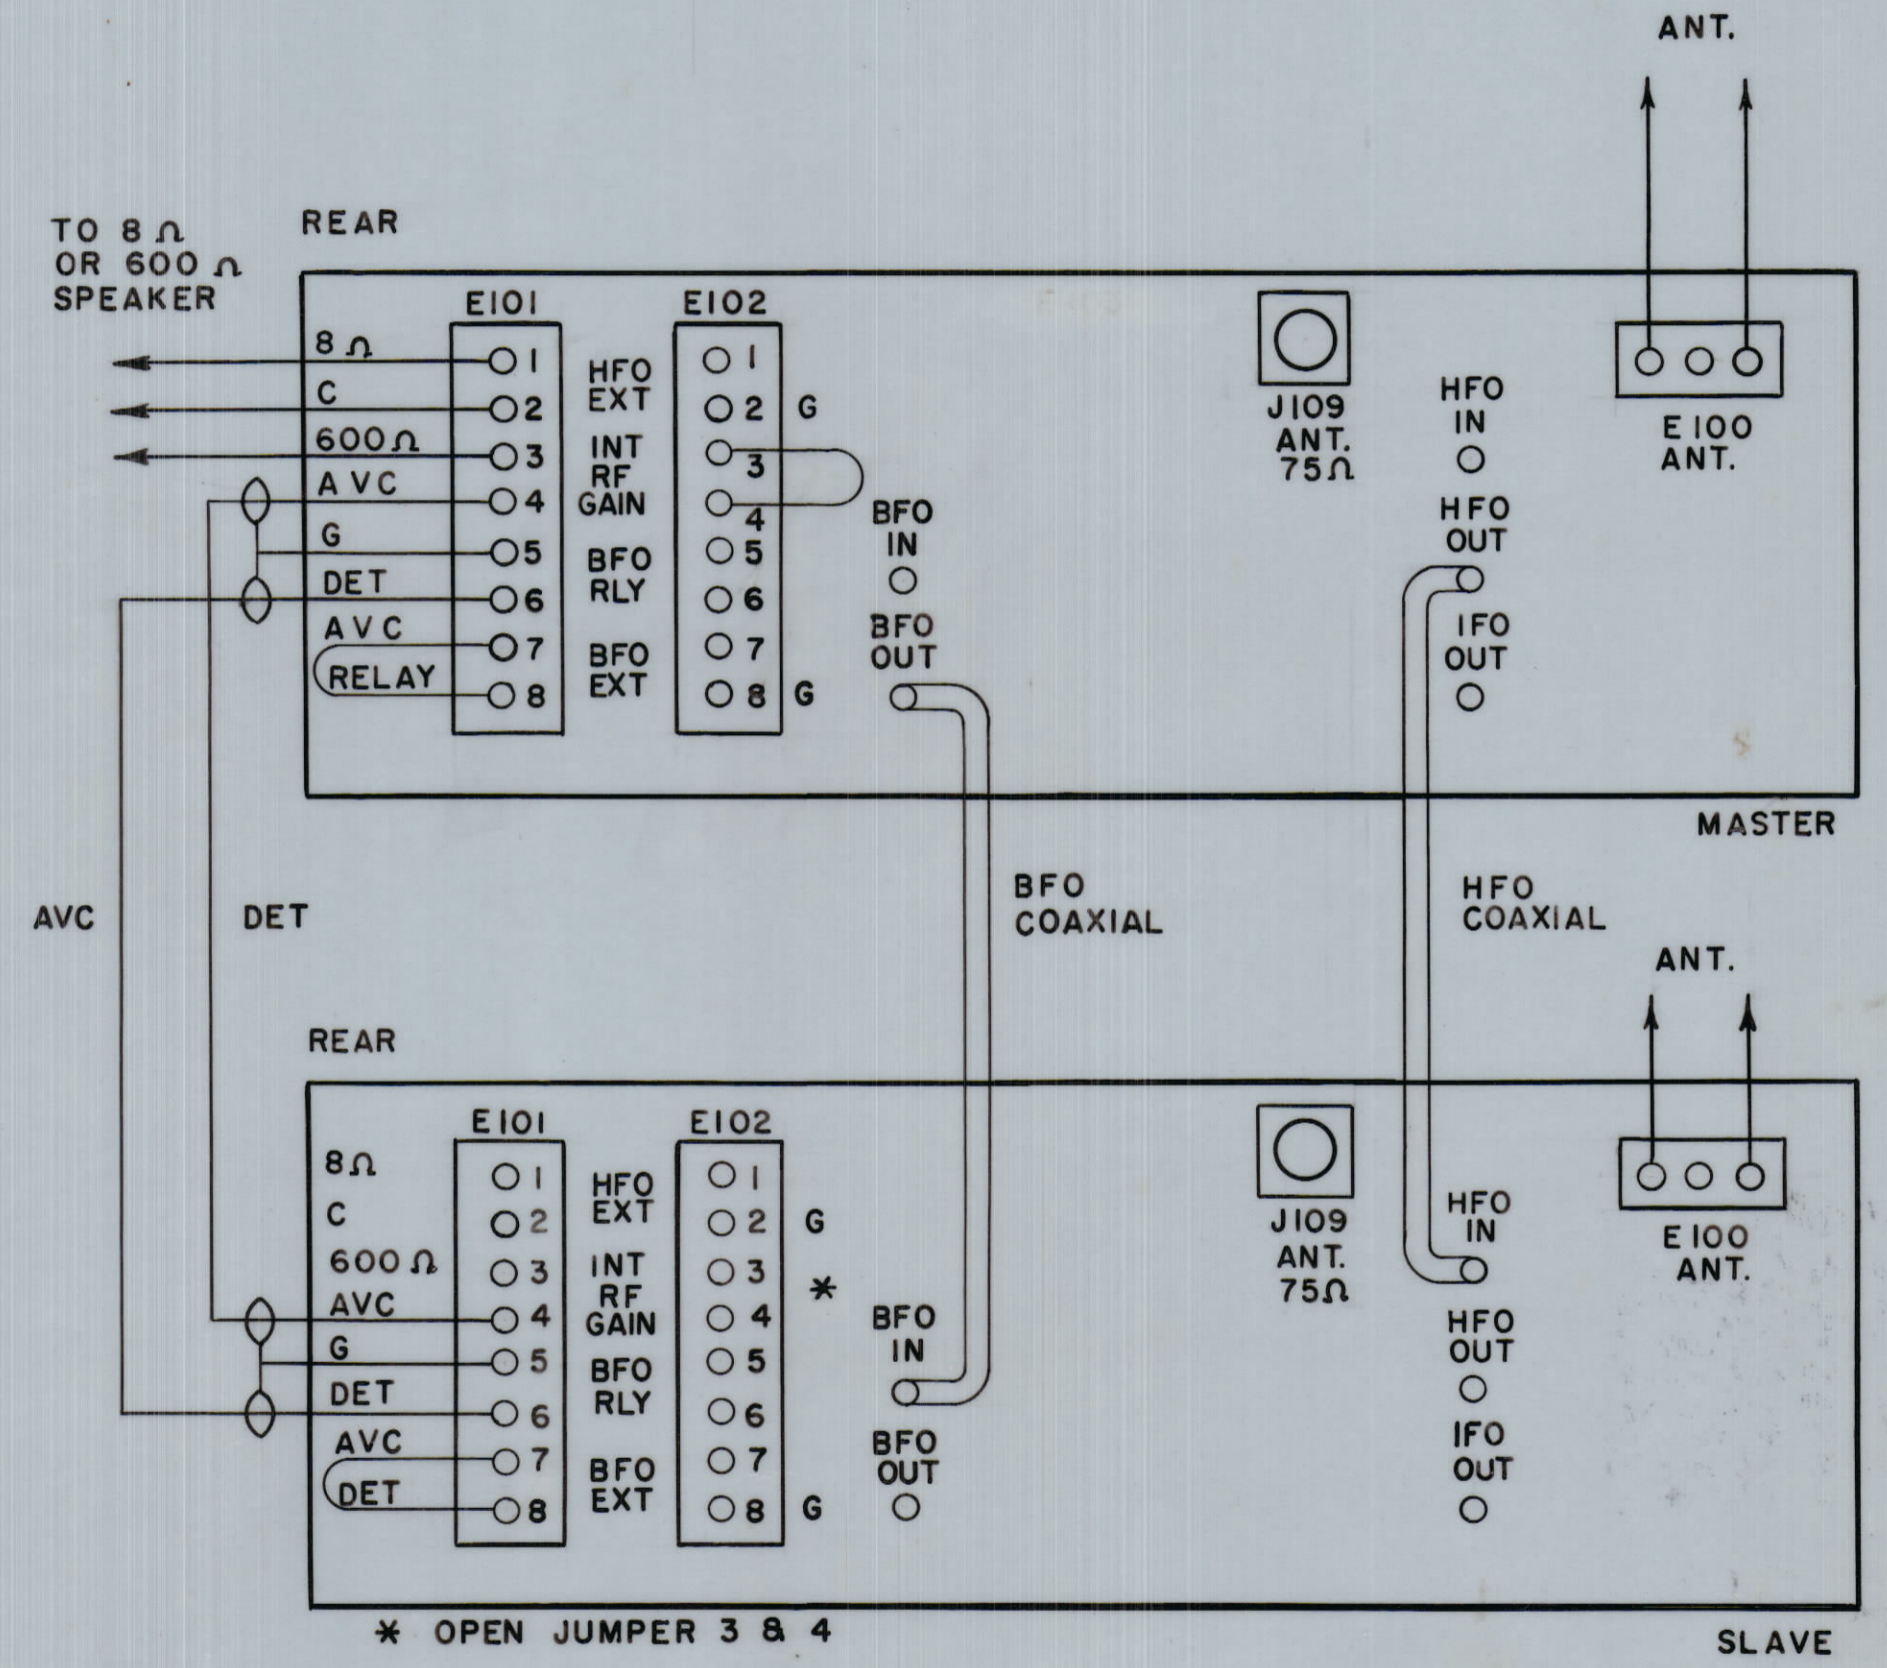 ANT.
TO 8 Ω
OR 600 Ω
SPEAKER
REAR
E101
E102
8 Ω
1
C
2
600 Ω
3
AVC
4
G
5
DET
6
AVC
7
RELAY
8
HFO
EXT
INT
RF
GAIN
BFO
RLY
BFO
EXT
1
2 G
3
4
5
6
7
8 G
BFO
IN
BFO
OUT
J109
ANT.
75Ω
HFO
IN
HFO
OUT
IFO
OUT
E100
ANT.
MASTER
AVC
DET
BFO
COAXIAL
HFO
COAXIAL
ANT.
REAR
E101
E102
8Ω
1
C
2
600 Ω
3
AVC
4
G
5
DET
6
AVC
7
DET
8
HFO
EXT
INT
RF
GAIN
BFO
RLY
BFO
EXT
1
2 G
3
*
4
5
6
7
8 G
BFO
IN
BFO
OUT
J109
ANT.
75Ω
HFO
IN
HFO
OUT
IFO
OUT
E100
ANT.
* OPEN JUMPER 3 & 4
SLAVE